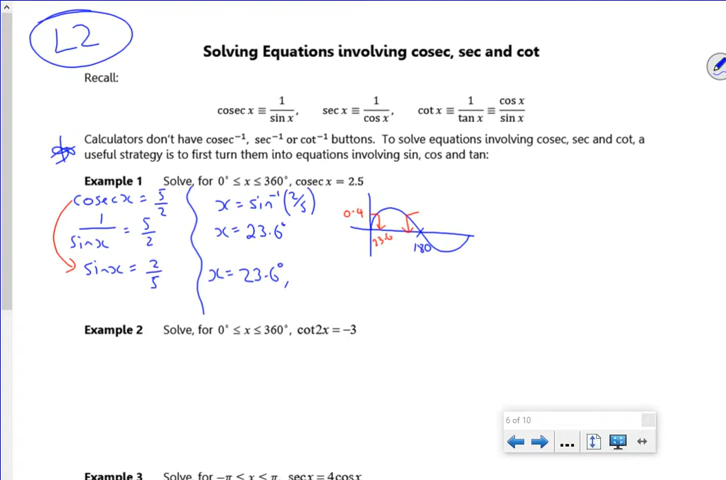 L2
Solving Equations involving cosec, sec and cot
Recall:
cosec x ≡ 1/sin x, sec x ≡ 1/cos x, cot x ≡ 1/tan x ≡ cos x/sin x
Calculators don't have cosec⁻¹, sec⁻¹ or cot⁻¹ buttons. To solve equations involving cosec, sec and cot, a
useful strategy is to first turn them into equations involving sin, cos and tan:
Example 1 Solve, for 0° ≤ x ≤ 360°, cosec x = 2.5
cosec x = 5/2
1/sin x = 5/2
sin x = 2/5
x = sin⁻¹(2/5)
x = 23.6°
x = 23.6°,
0.4
23.6
180
Example 2 Solve, for 0° ≤ x ≤ 360°, cot2x = −3
6 of 10
Example 3 Solve, for −π ≤ x ≤ π, sec x = 4cos x